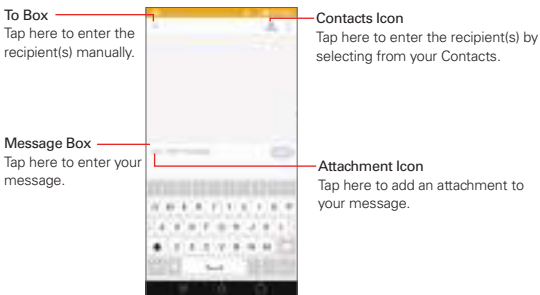 To Box
Tap here to enter the
recipient(s) manually.
Contacts Icon
Tap here to enter the recipient(s) by
selecting from your Contacts.
Message Box
Tap here to enter your
message.
Attachment Icon
Tap here to add an attachment to
your message.